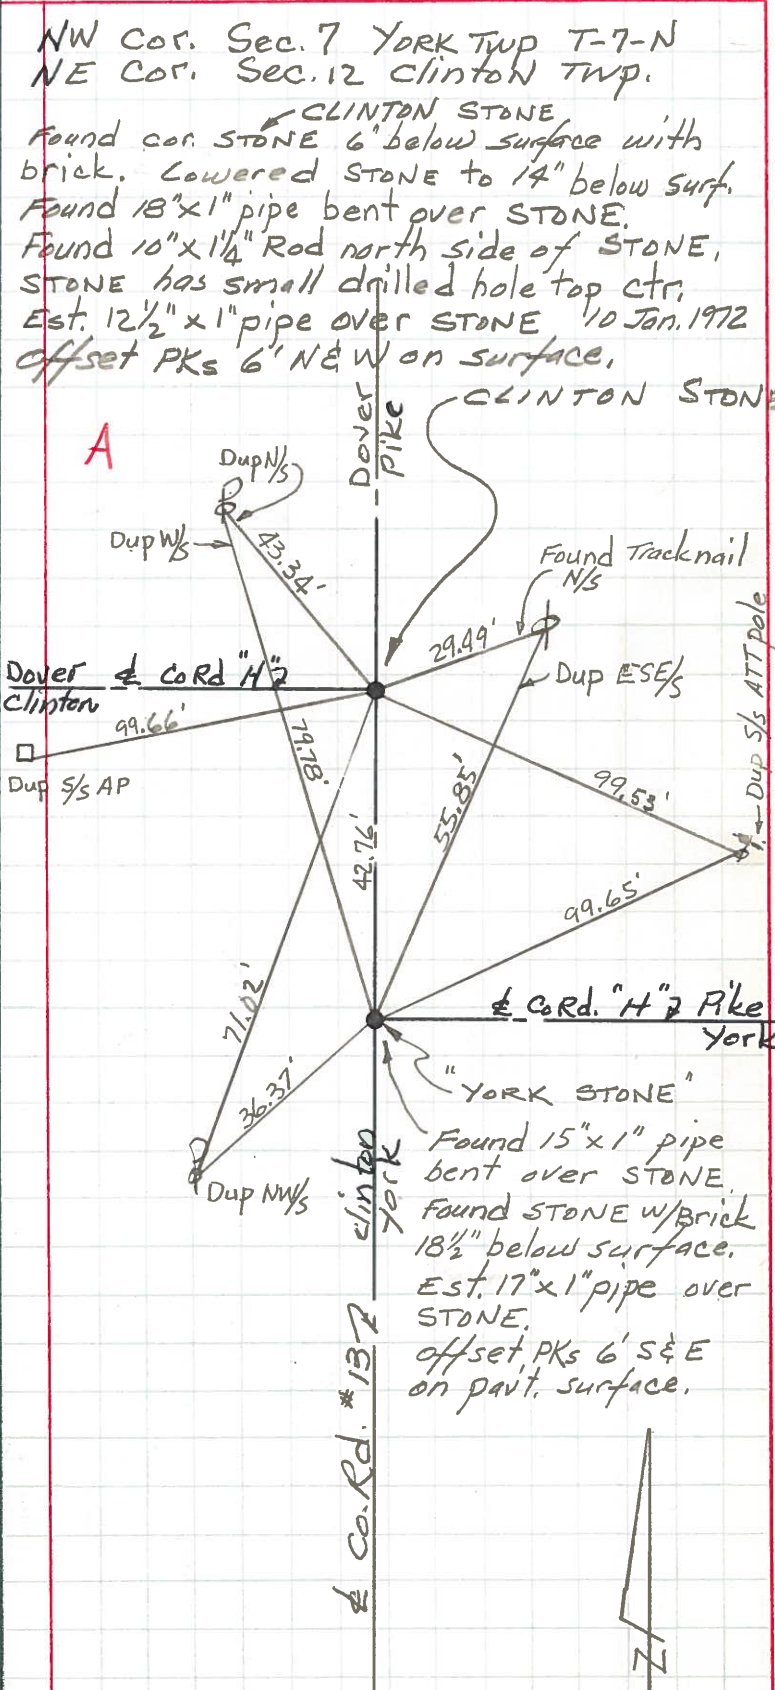 NW Cor. Sec. 7 YORK TWP T-7-N
NE Cor. Sec. 12 Clinton TWP.
CLINTON STONE
Found cor. STONE 6" below surface with
brick. Lowered STONE to 14" below surf.
Found 18"x1" pipe bent over STONE.
Found 10"x1¼" Rod north side of STONE,
STONE has small drilled hole top ctr.
Est. 12½"x1" pipe over STONE 10 Jan. 1972
offset PKs 6' N&W on surface.
Dover
Pike
CLINTON STONE
A
Dup N/s
Dup W/s
43.34'
Found Tracknail
N/s
29.49'
Dup ESE/s
Dup S/s ATT pole
Dover ℄ Co Rd "H"
Clinton
99.66'
Dup S/s AP
79.78'
42.76'
55.85'
99.53'
99.65'
71.02'
36.37'
℄ Co Rd. "H" Pike
York
"YORK STONE"
Dup NW/s
Clinton
York
Found 15"x1" pipe
bent over STONE.
Found STONE W/Brick
18½" below surface.
Est. 17"x1" pipe over
STONE.
offset PKs 6' S&E
on pav't. surface.
℄ Co. Rd. #13
N